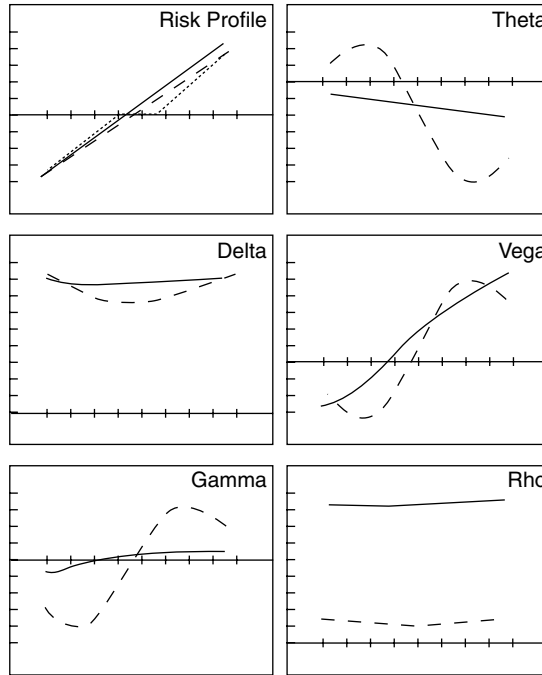 Risk Profile
Theta
Delta
Vega
Gamma
Rho